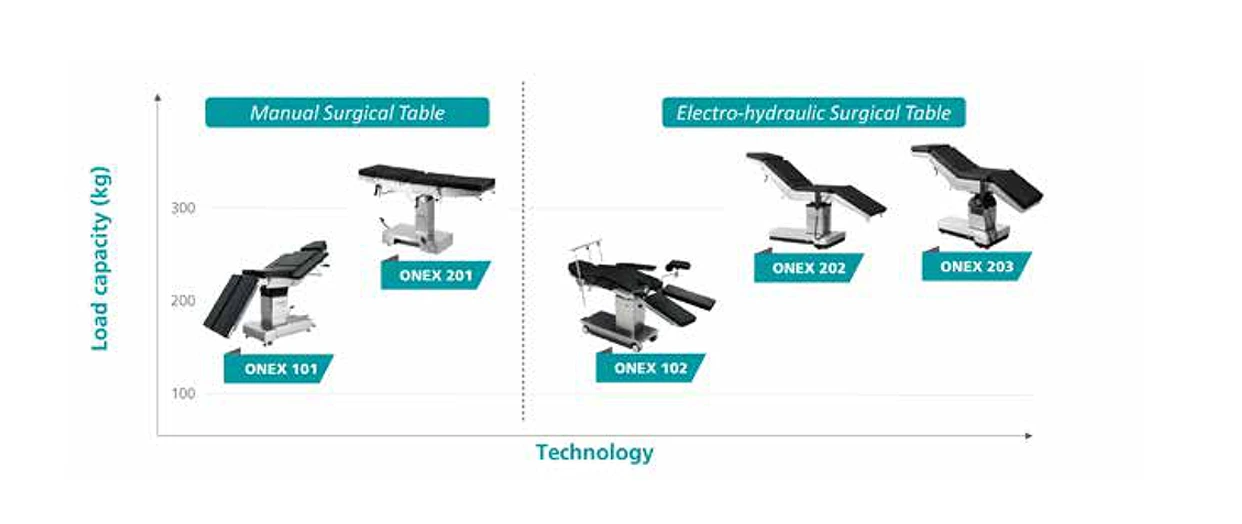 Manual Surgical Table
Electro-hydraulic Surgical Table
Load capacity (kg)
300
200
100
ONEX 201
ONEX 202
ONEX 203
ONEX 101
ONEX 102
Technology